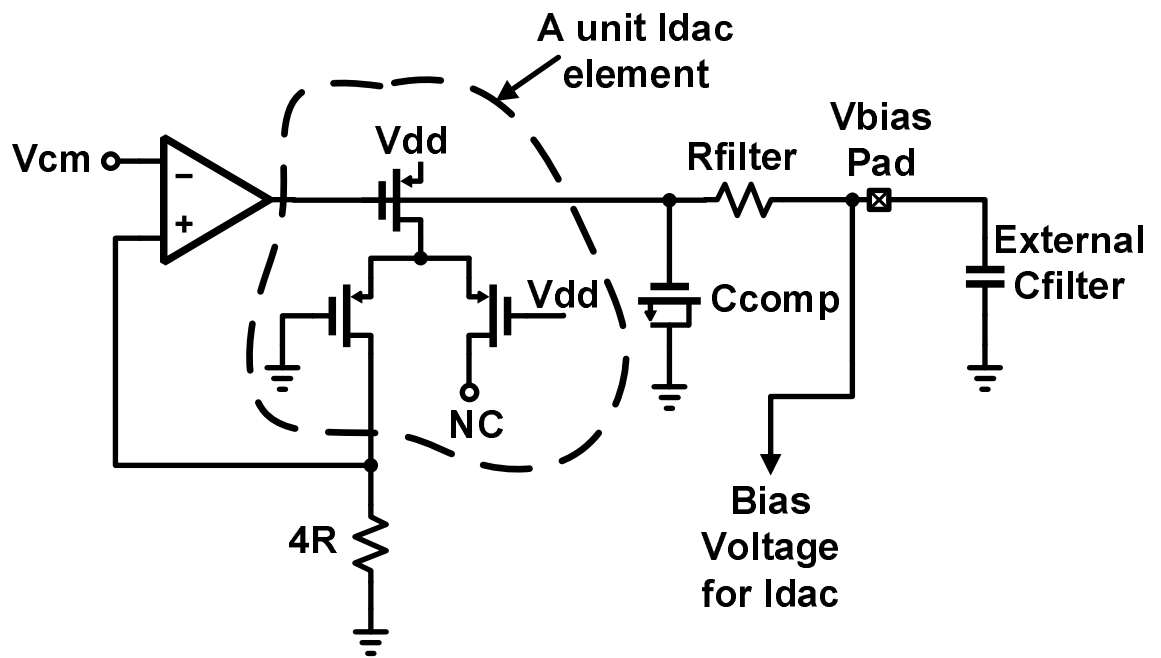 A unit Idac
element
Vcm
−
+
Vdd
Rfilter
Vbias
Pad
Vdd
Ccomp
External
Cfilter
NC
4R
Bias
Voltage
for Idac